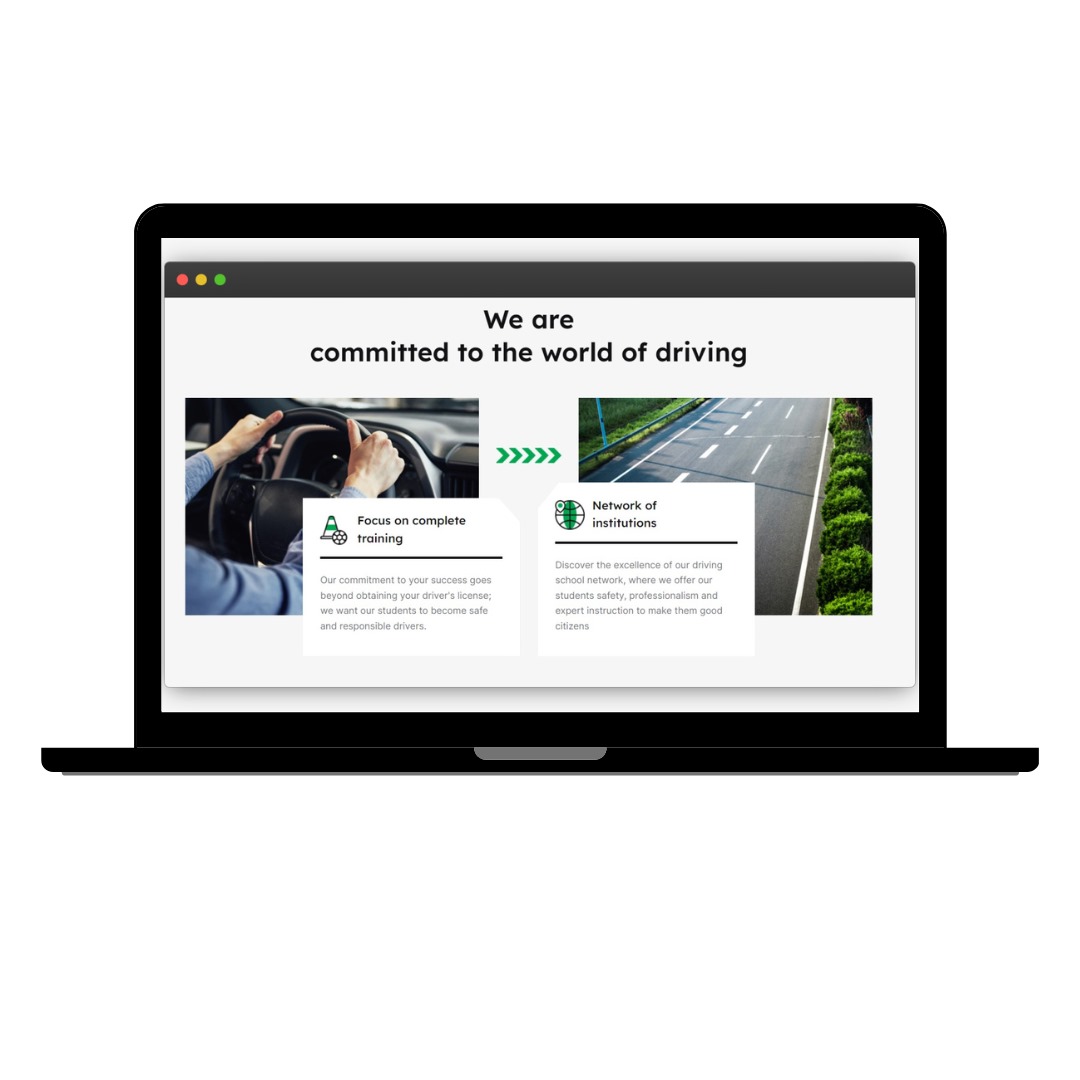 We are
committed to the world of driving
Focus on complete
training
Our commitment to your success goes
beyond obtaining your driver's license;
we want our students to become safe
and responsible drivers.
Network of
institutions
Discover the excellence of our driving
school network, where we offer our
students safety, professionalism and
expert instruction to make them good
citizens